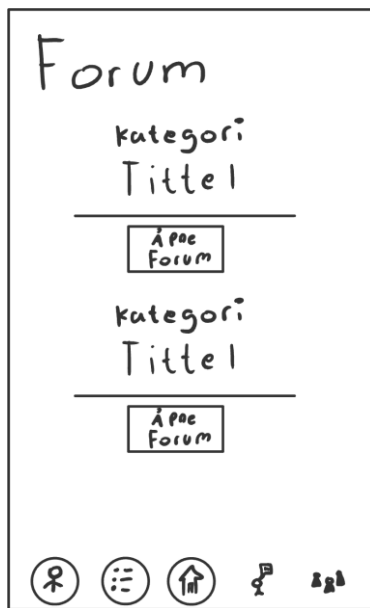 Forum
Kategori
Tittel
Åpne
Forum
Kategori
Tittel
Åpne
Forum